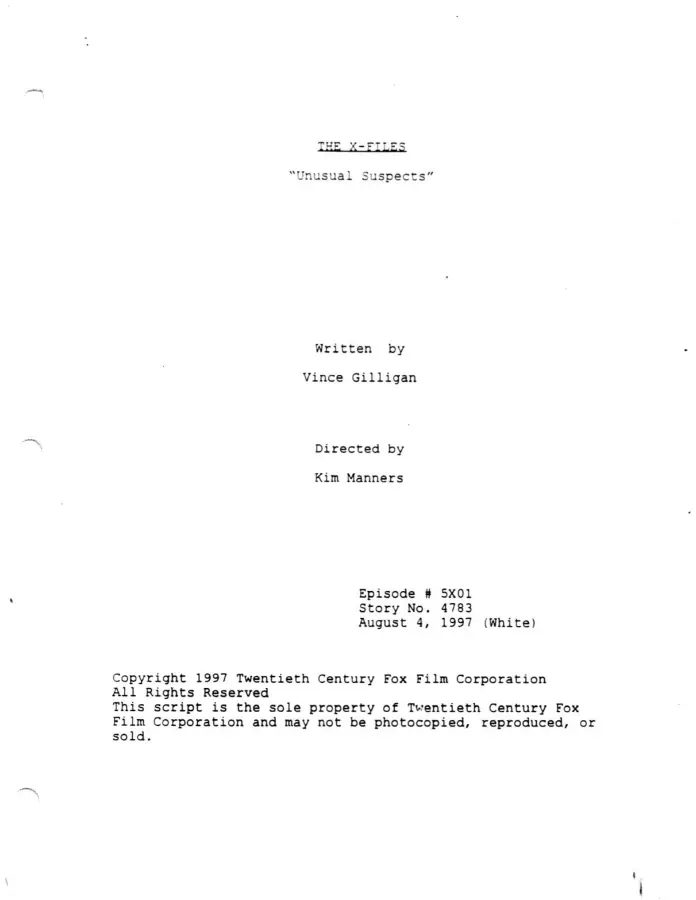 THE X-FILES
"Unusual Suspects"
Written by
Vince Gilligan
Directed by
Kim Manners
Episode # 5X01
Story No. 4783
August 4, 1997 (White)
Copyright 1997 Twentieth Century Fox Film Corporation
All Rights Reserved
This script is the sole property of Twentieth Century Fox
Film Corporation and may not be photocopied, reproduced, or
sold.